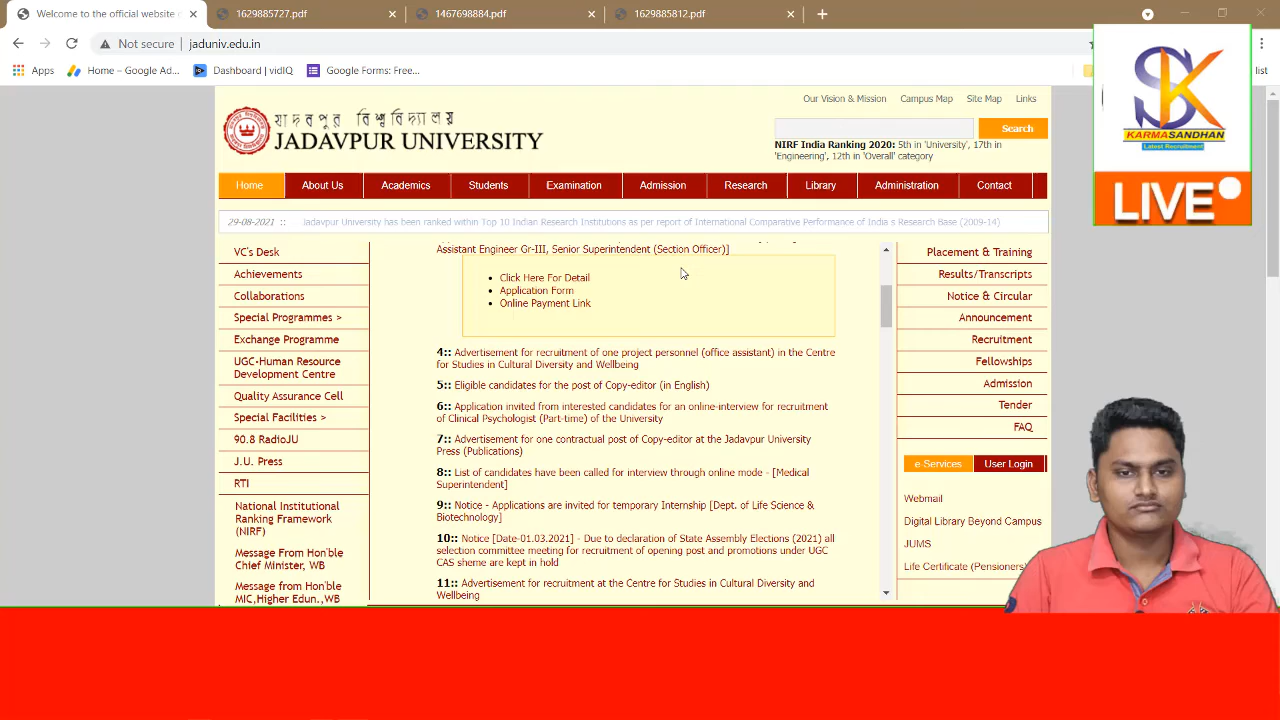 Welcome to the official website
1629885727.pdf
1467698884.pdf
1629885812.pdf
Not secure
jaduniv.edu.in
Apps
Home – Google Ad...
Dashboard | vidIQ
Google Forms: Free...
list
Our Vision & Mission
Campus Map
Site Map
Links
যাদবপুর বিশ্ববিদ্যালয়
JADAVPUR UNIVERSITY
Search
NIRF India Ranking 2020: 5th in 'University', 17th in
'Engineering', 12th in 'Overall' category
Home
About Us
Academics
Students
Examination
Admission
Research
Library
Administration
Contact
29-08-2021 :: Jadavpur University has been ranked within Top 10 Indian Research Institutions as per report of International Comparative Performance of India s Research Base (2009-14)
VC's Desk
Achievements
Collaborations
Special Programmes >
Exchange Programme
UGC-Human Resource
Development Centre
Quality Assurance Cell
Special Facilities >
90.8 RadioJU
J.U. Press
RTI
National Institutional
Ranking Framework
(NIRF)
Message From Hon'ble
Chief Minister, WB
Message from Hon'ble
MIC,Higher Edun.,WB
Assistant Engineer Gr-III, Senior Superintendent (Section Officer)]
Click Here For Detail
Application Form
Online Payment Link
4:: Advertisement for recruitment of one project personnel (office assistant) in the Centre
for Studies in Cultural Diversity and Wellbeing
5:: Eligible candidates for the post of Copy-editor (in English)
6:: Application invited from interested candidates for an online-interview for recruitment
of Clinical Psychologist (Part-time) of the University
7:: Advertisement for one contractual post of Copy-editor at the Jadavpur University
Press (Publications)
8:: List of candidates have been called for interview through online mode - [Medical
Superintendent]
9:: Notice - Applications are invited for temporary Internship [Dept. of Life Science &
Biotechnology]
10:: Notice [Date-01.03.2021] - Due to declaration of State Assembly Elections (2021) all
selection committee meeting for recruitment of opening post and promotions under UGC
CAS sheme are kept in hold
11:: Advertisement for recruitment at the Centre for Studies in Cultural Diversity and
Wellbeing
Placement & Training
Results/Transcripts
Notice & Circular
Announcement
Recruitment
Fellowships
Admission
Tender
FAQ
e-Services
User Login
Webmail
Digital Library Beyond Campus
JUMS
Life Certificate (Pensioners)
SK
KARMASANDHAN
Latest Recruitment
LIVE